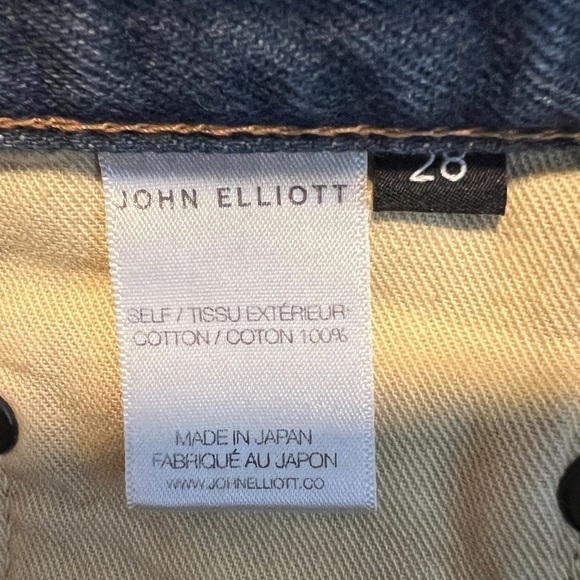 JOHN ELLIOTT
28
SELF / TISSU EXTÉRIEUR
COTTON / COTON 100%
MADE IN JAPAN
FABRIQUÉ AU JAPON
WWW.JOHNELLIOTT.CO